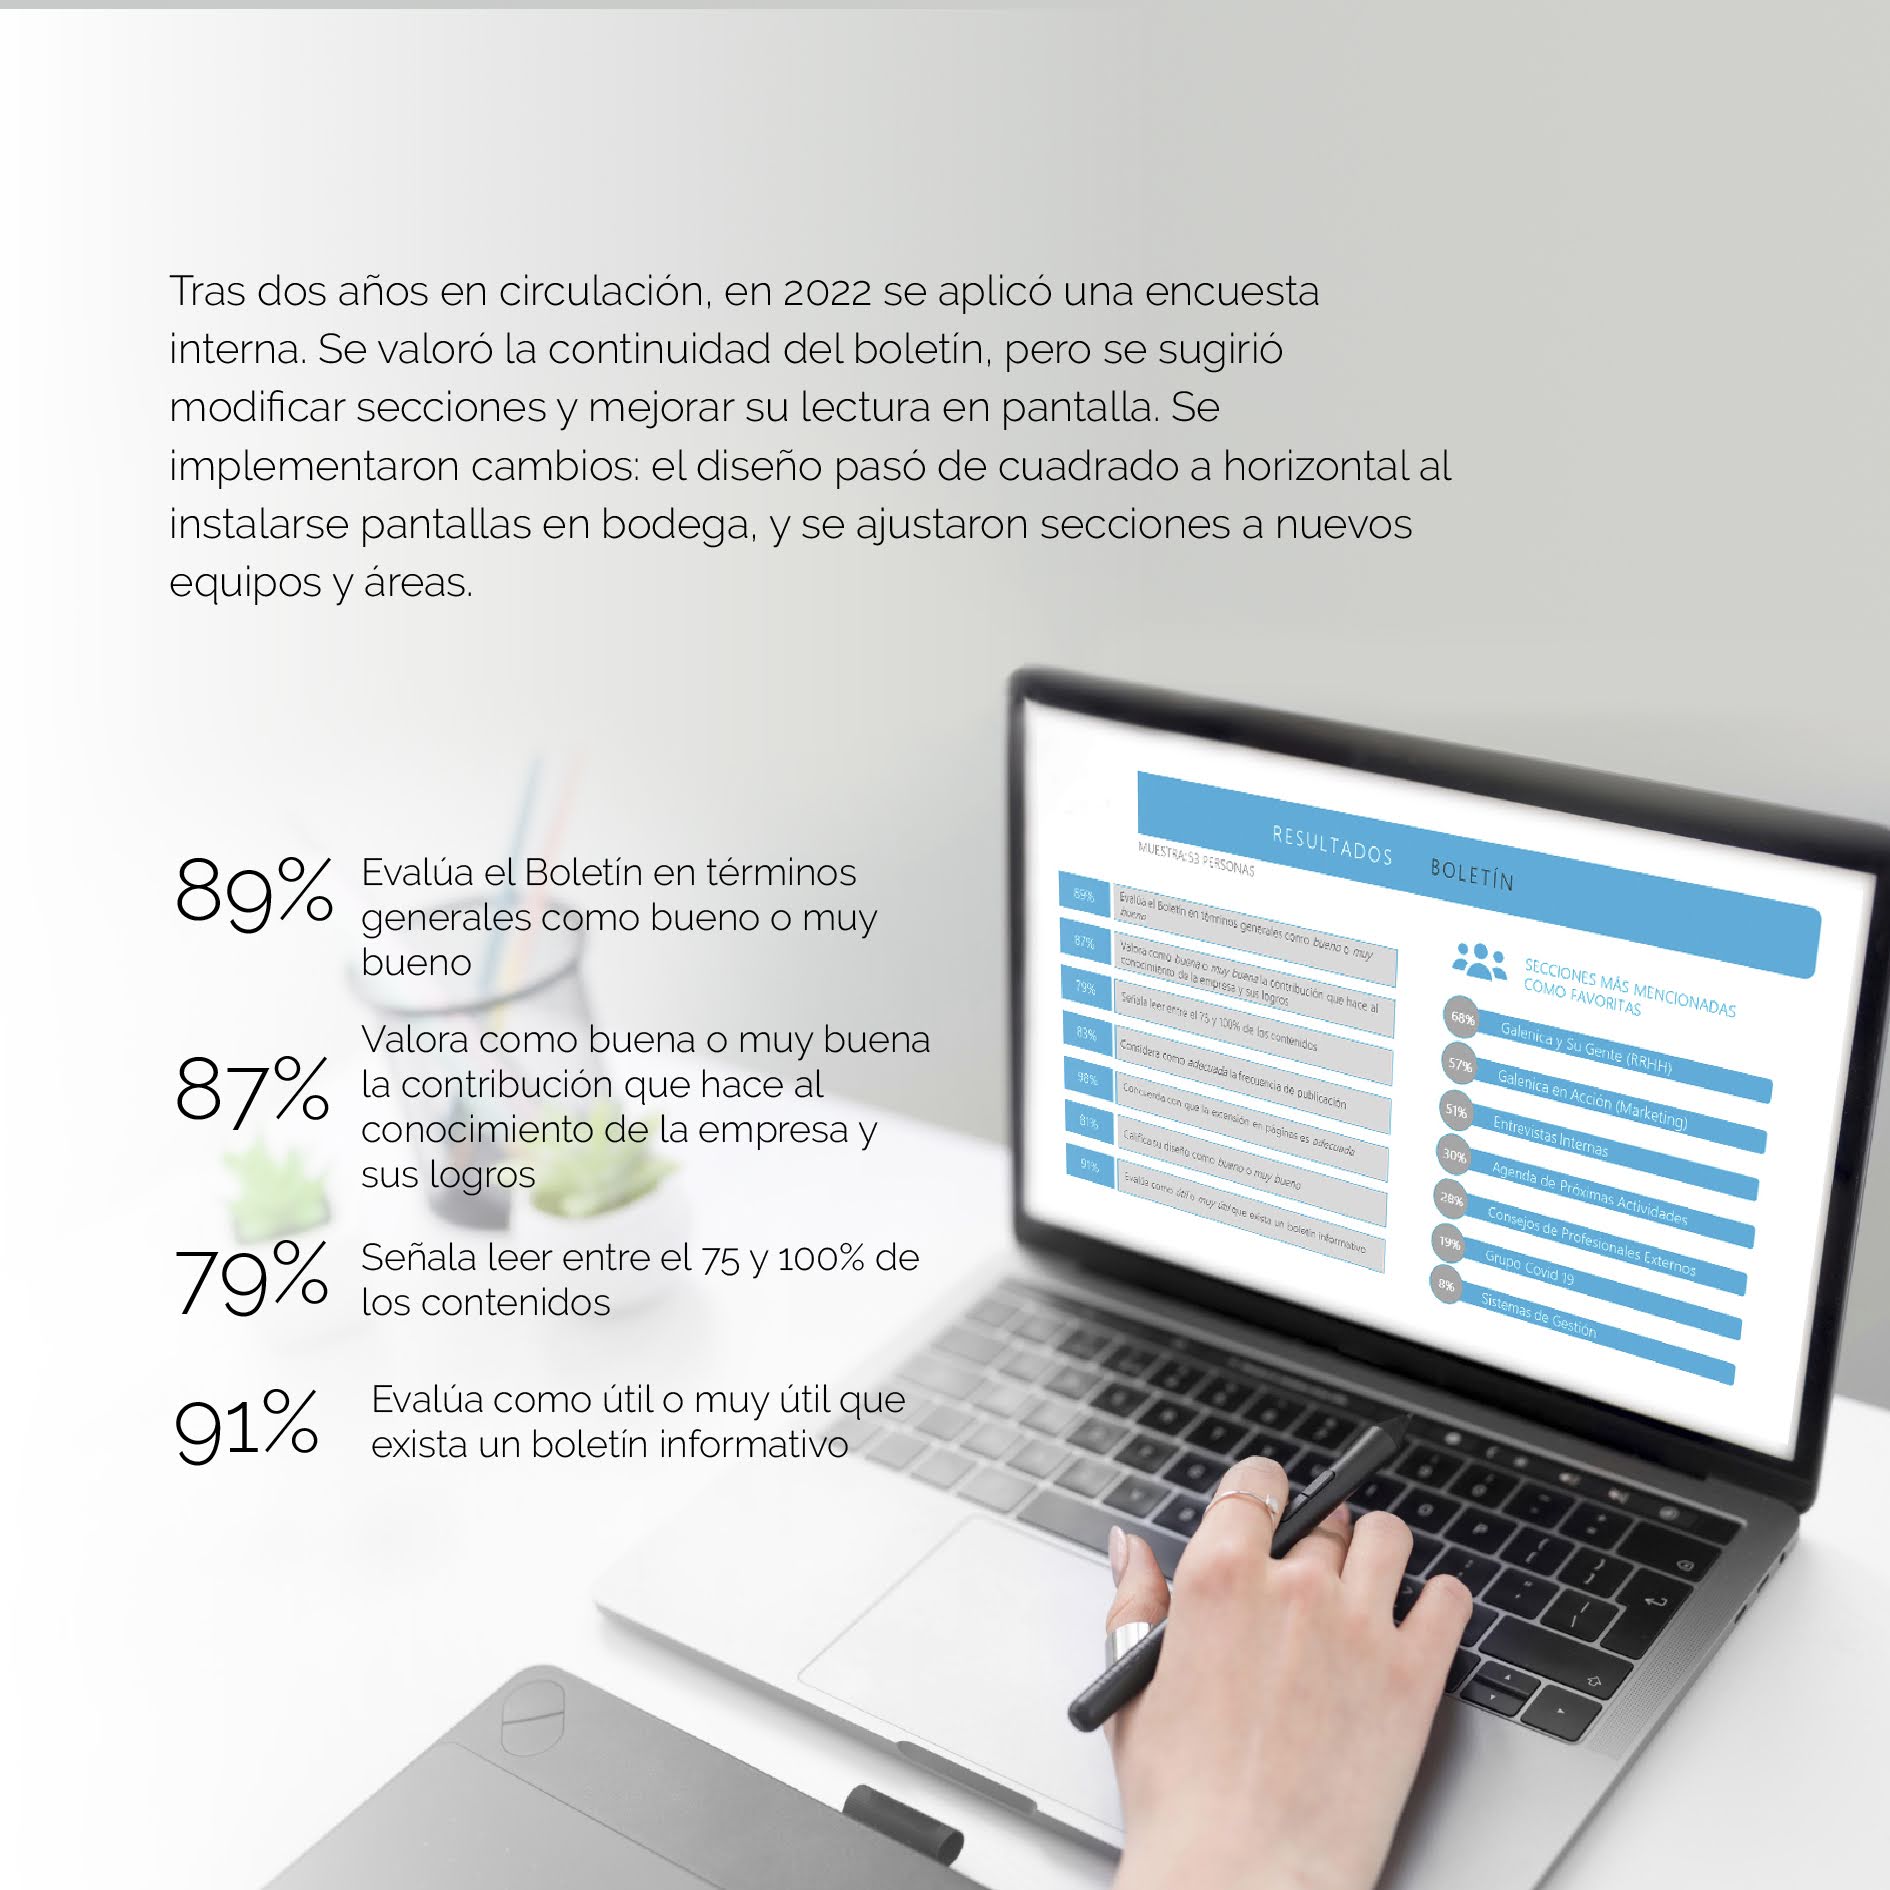 Tras dos años en circulación, en 2022 se aplicó una encuesta
interna. Se valoró la continuidad del boletín, pero se sugirió
modificar secciones y mejorar su lectura en pantalla. Se
implementaron cambios: el diseño pasó de cuadrado a horizontal al
instalarse pantallas en bodega, y se ajustaron secciones a nuevos
equipos y áreas.
89%
Evalúa el Boletín en términos
generales como bueno o muy
bueno
87%
Valora como buena o muy buena
la contribución que hace al
conocimiento de la empresa y
sus logros
79%
Señala leer entre el 75 y 100% de
los contenidos
91%
Evalúa como útil o muy útil que
exista un boletín informativo
RESULTADOS BOLETÍN
MUESTRA: 53 PERSONAS
89%
Evalúa el Boletín en términos generales como bueno o muy
bueno
87%
Valora como buena o muy buena la contribución que hace al
conocimiento de la empresa y sus logros
79%
Señala leer entre el 75 y 100% de los contenidos
83%
Considera como adecuada la frecuencia de publicación
98%
Concuerda con que la extensión en páginas es adecuada
81%
Califica su diseño como bueno o muy bueno
91%
Evalúa como útil o muy útil que exista un boletín informativo
SECCIONES MÁS MENCIONADAS
COMO FAVORITAS
68% Galenica y Su Gente (RRHH)
57% Galenica en Acción (Marketing)
51% Entrevistas Internas
30% Agenda de Próximas Actividades
28% Consejos de Profesionales Externos
19% Grupo Covid 19
8% Sistemas de Gestión